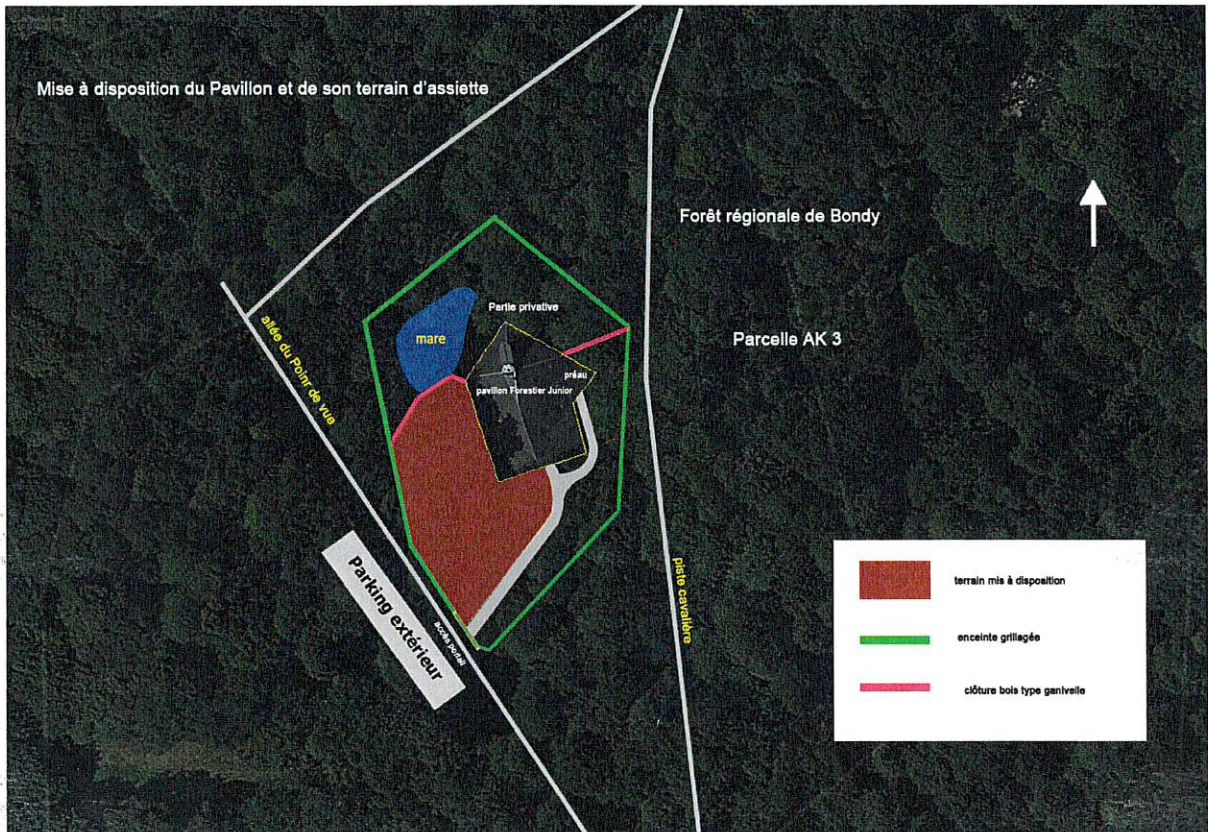 Mise à disposition du Pavillon et de son terrain d'assiette
Forêt régionale de Bondy
Partie privative
allée du Poinr de vue
mare
Parcelle AK 3
préau
pavillon Forestier Junior
Parking extérieur
accès portail
piste cavalière
terrain mis à disposition
enceinte grillagée
clôture bois type ganivelle